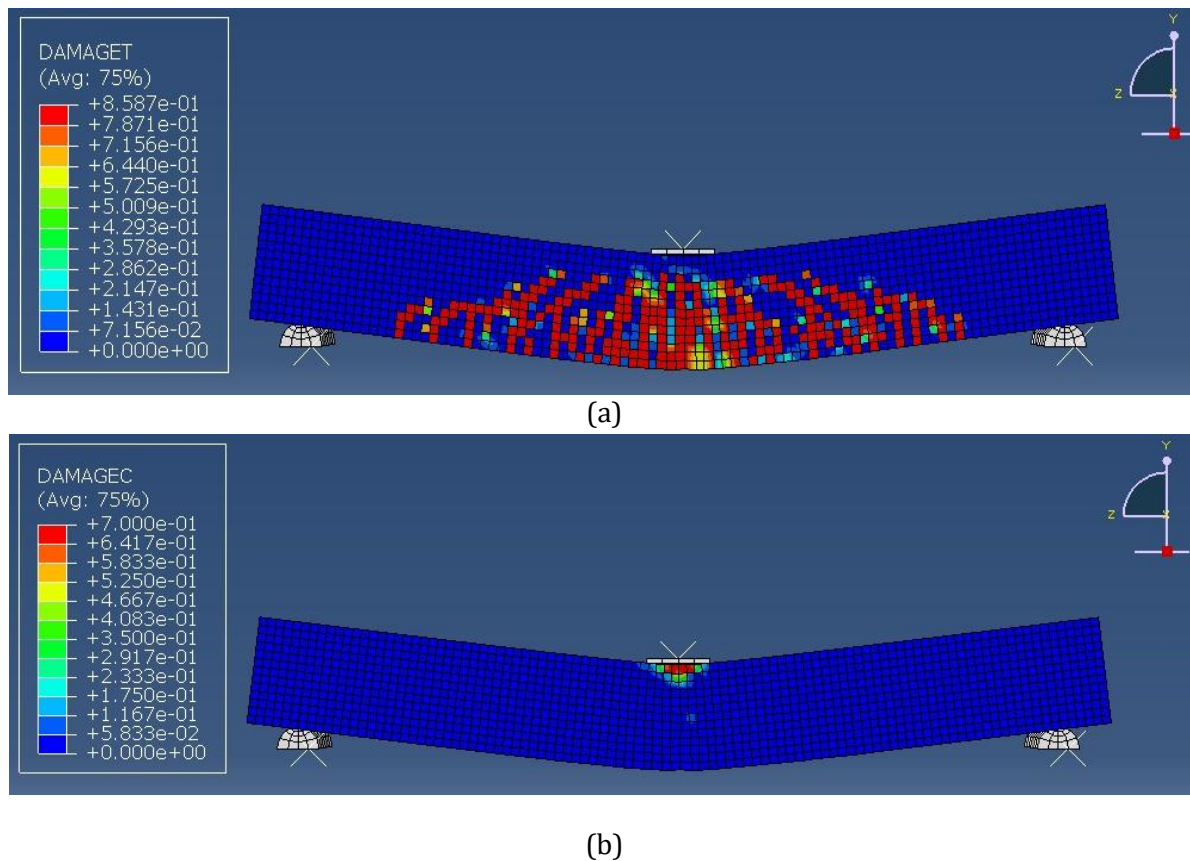 DAMAGET
(Avg: 75%)
+8.587e-01
+7.871e-01
+7.156e-01
+6.440e-01
+5.725e-01
+5.009e-01
+4.293e-01
+3.578e-01
+2.862e-01
+2.147e-01
+1.431e-01
+7.156e-02
+0.000e+00
Y
Z
X
(a)
DAMAGEC
(Avg: 75%)
+7.000e-01
+6.417e-01
+5.833e-01
+5.250e-01
+4.667e-01
+4.083e-01
+3.500e-01
+2.917e-01
+2.333e-01
+1.750e-01
+1.167e-01
+5.833e-02
+0.000e+00
Y
Z
X
(b)